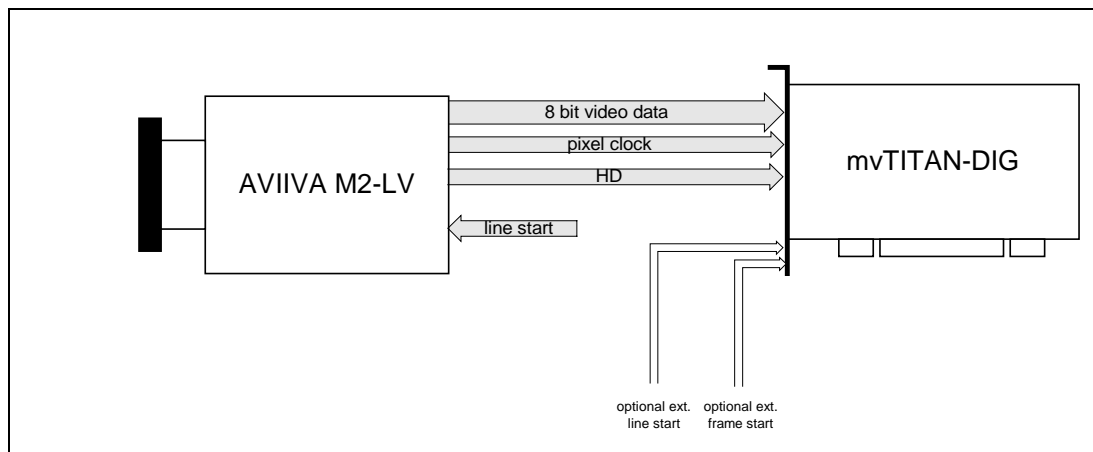 8 bit video data
pixel clock
HD
AVIIVA M2-LV
mvTITAN-DIG
line start
optional ext.
line start
optional ext.
frame start